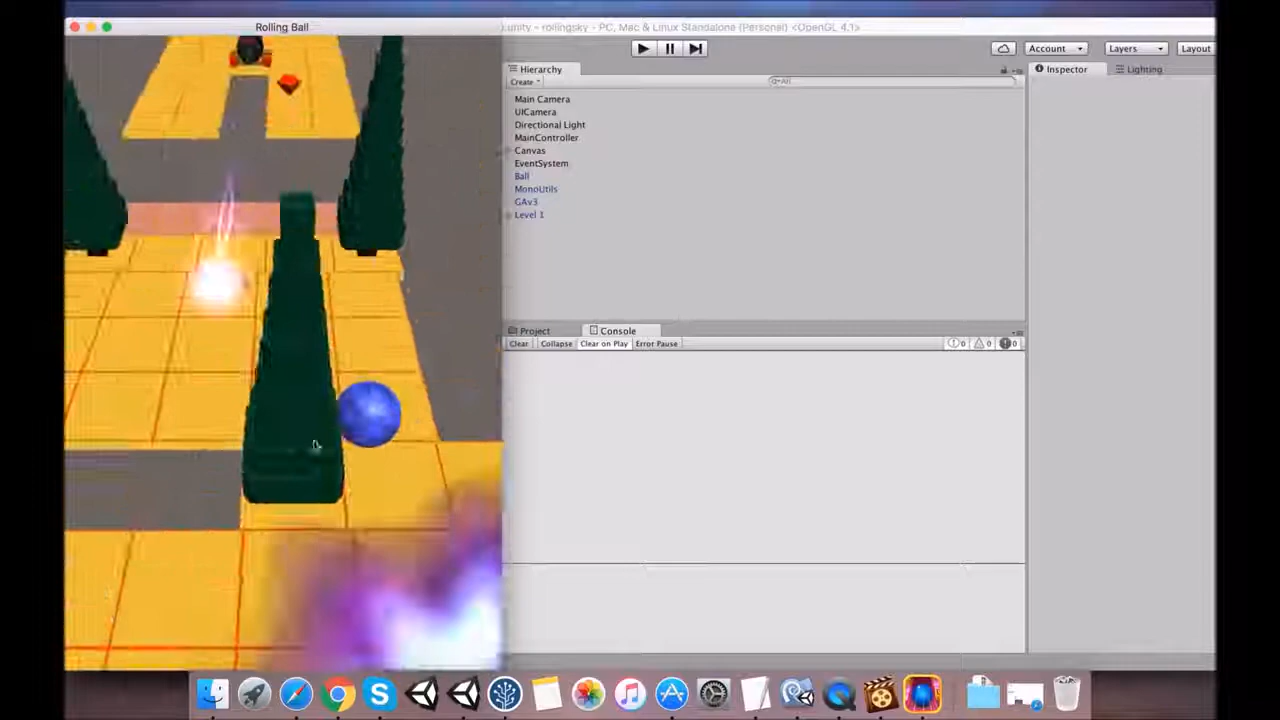 Rolling Ball
.unity - rollingsky - PC, Mac & Linux Standalone (Personal) <OpenGL 4.1>
Account
Layers
Layout
Hierarchy
Inspector
Lighting
Create
All
Main Camera
UICamera
Directional Light
MainController
Canvas
EventSystem
Ball
MonoUtils
GAv3
Level 1
Project
Console
Clear
Collapse
Clear on Play
Error Pause
0
0
0